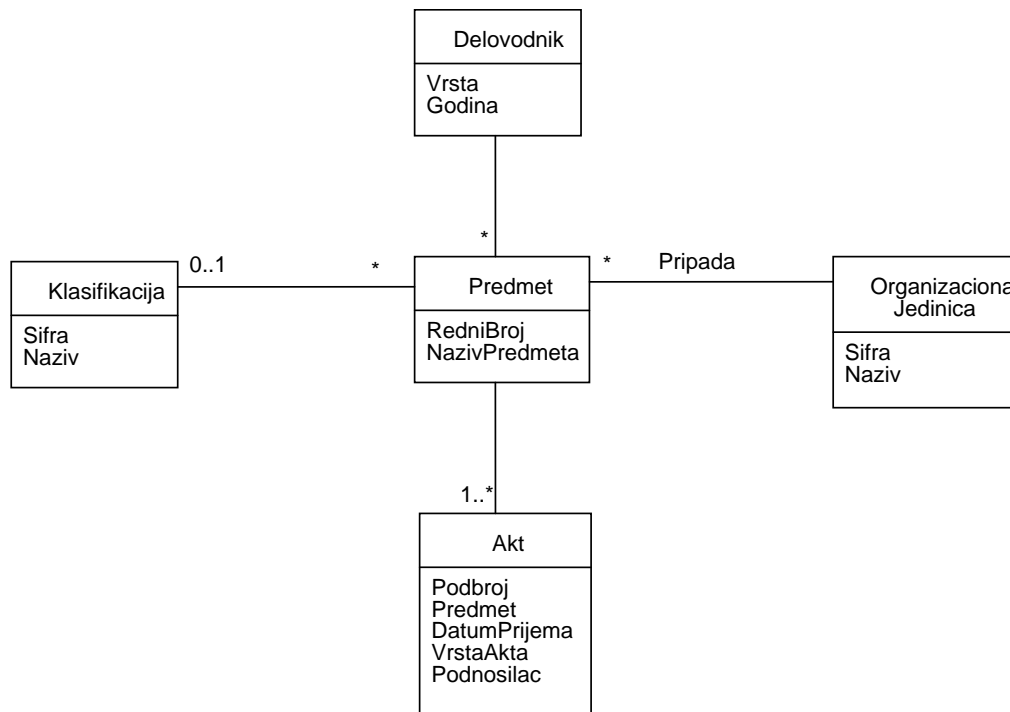 Delovodnik
Vrsta
Godina
*
0..1
*
*
Pripada
Klasifikacija
Sifra
Naziv
Predmet
RedniBroj
NazivPredmeta
Organizaciona
Jedinica
Sifra
Naziv
1..*
Akt
Podbroj
Predmet
DatumPrijema
VrstaAkta
Podnosilac